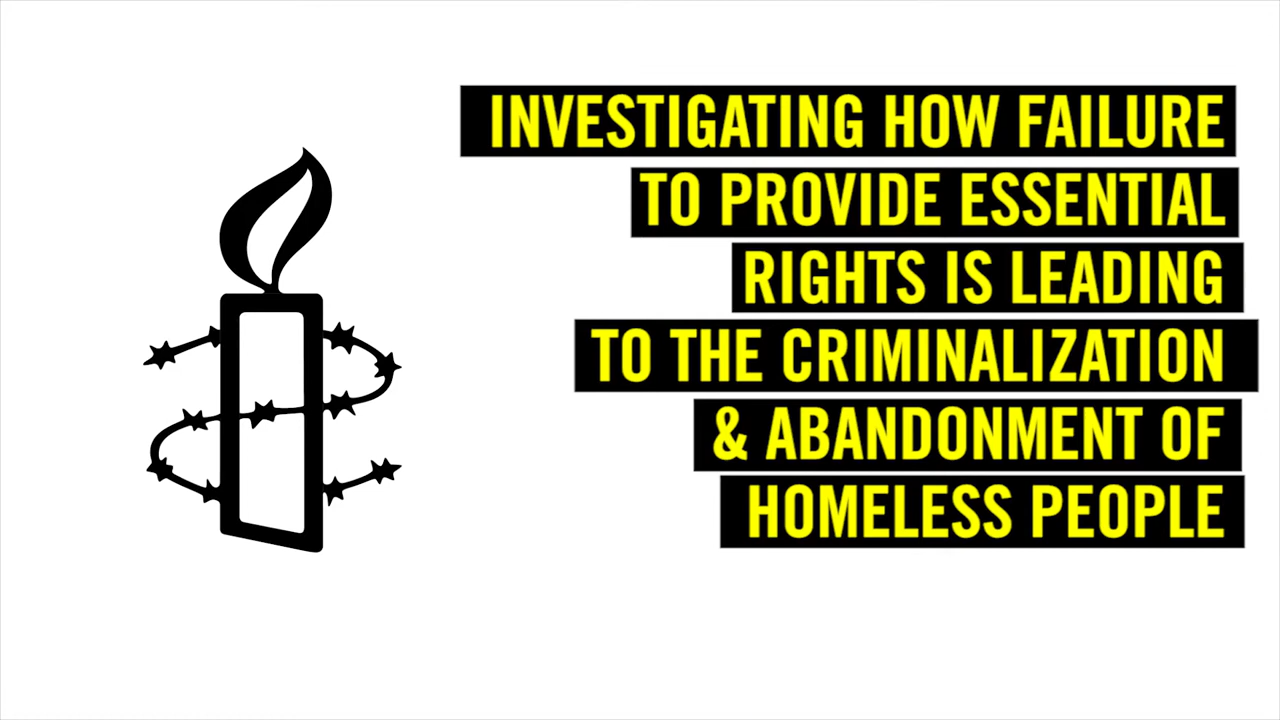 INVESTIGATING HOW FAILURE
TO PROVIDE ESSENTIAL
RIGHTS IS LEADING
TO THE CRIMINALIZATION
& ABANDONMENT OF
HOMELESS PEOPLE